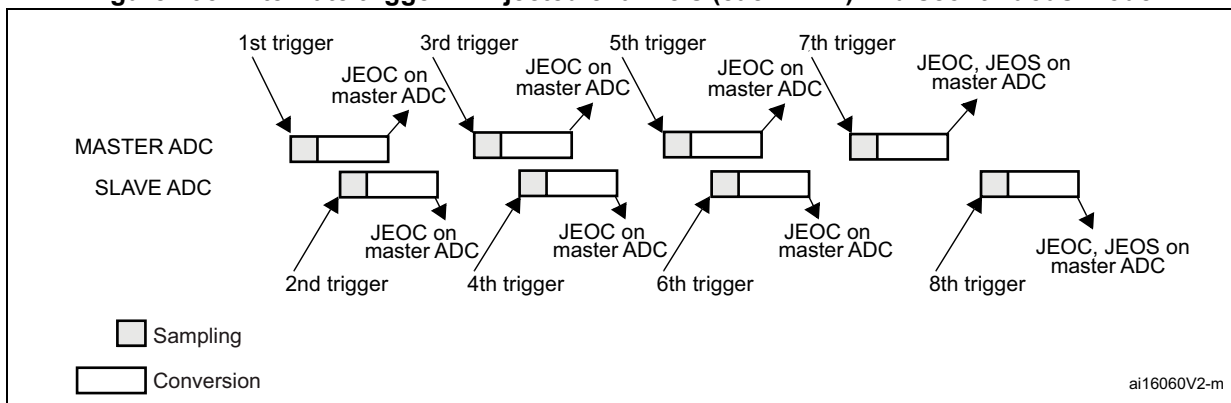 1st trigger
3rd trigger
5th trigger
7th trigger
JEOC on
master ADC
JEOC on
master ADC
JEOC on
master ADC
JEOC, JEOS on
master ADC
MASTER ADC
SLAVE ADC
JEOC on
master ADC
JEOC on
master ADC
JEOC on
master ADC
JEOC, JEOS on
master ADC
2nd trigger
4th trigger
6th trigger
8th trigger
Sampling
Conversion
ai16060V2-m